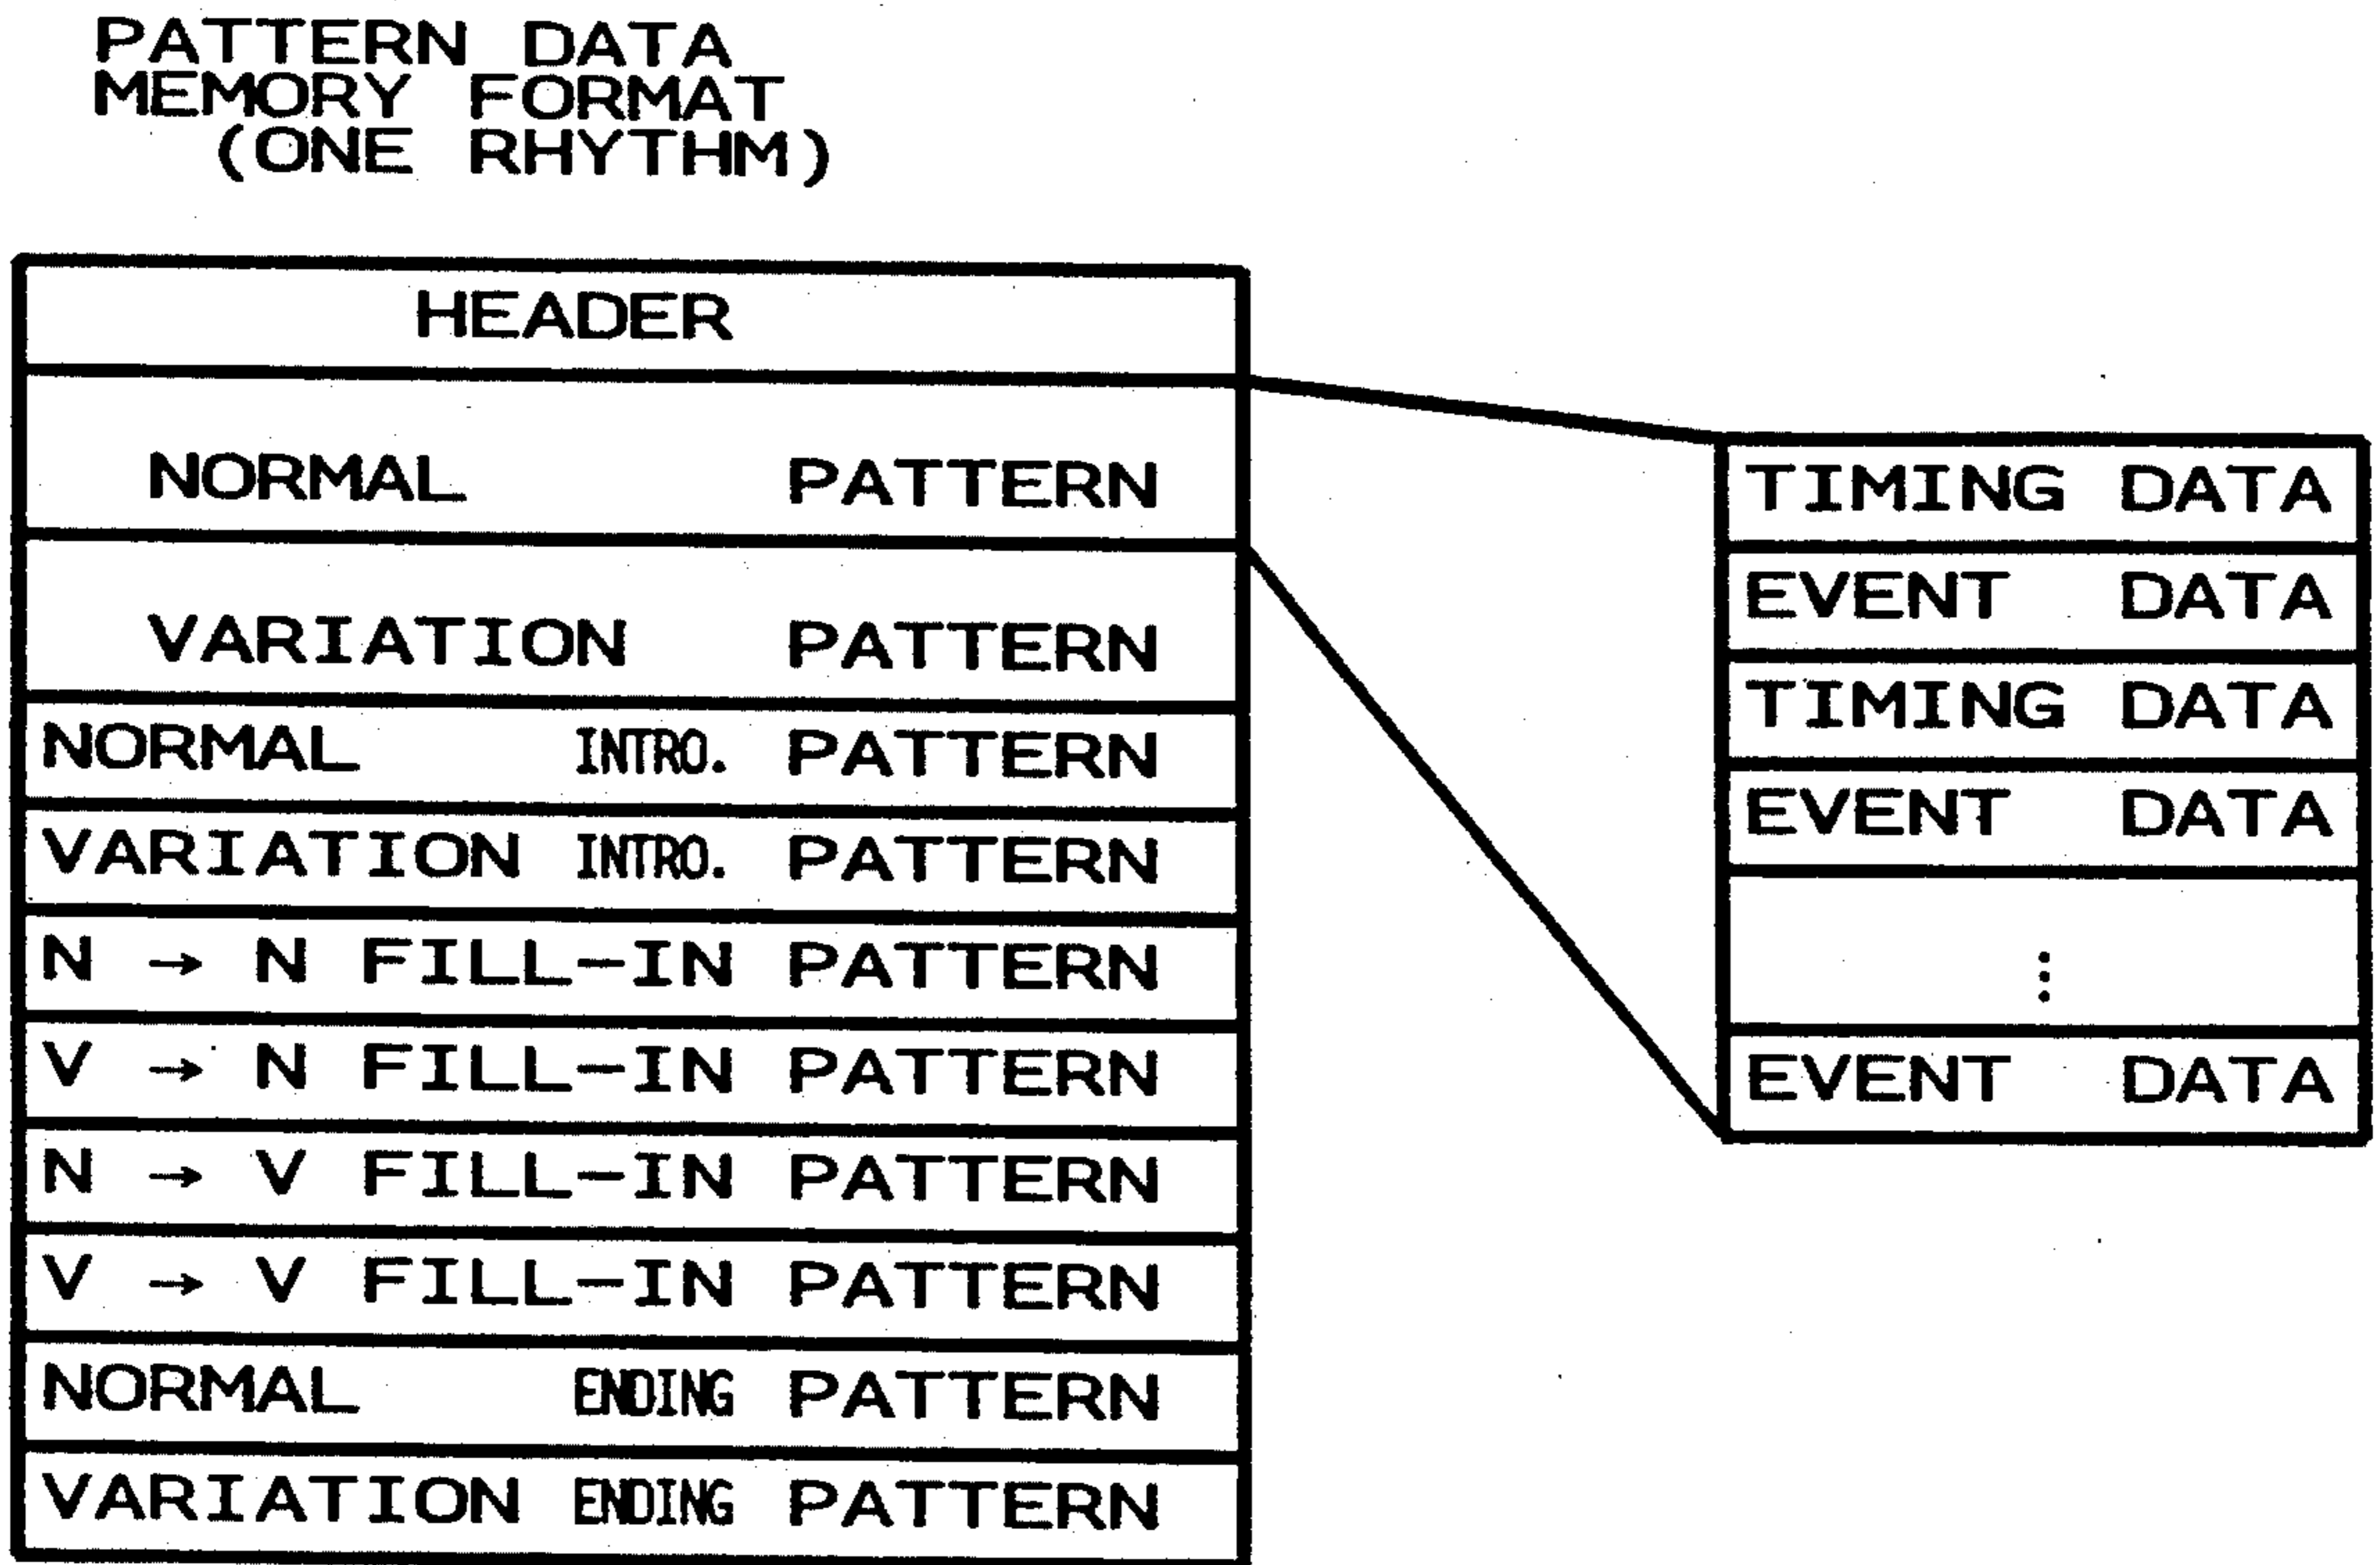 PATTERN DATA
MEMORY FORMAT
(ONE RHYTHM)
HEADER
NORMAL PATTERN
VARIATION PATTERN
NORMAL INTRO. PATTERN
VARIATION INTRO. PATTERN
N → N FILL-IN PATTERN
V → N FILL-IN PATTERN
N → V FILL-IN PATTERN
V → V FILL-IN PATTERN
NORMAL ENDING PATTERN
VARIATION ENDING PATTERN
TIMING DATA
EVENT DATA
TIMING DATA
EVENT DATA
⋮
EVENT DATA